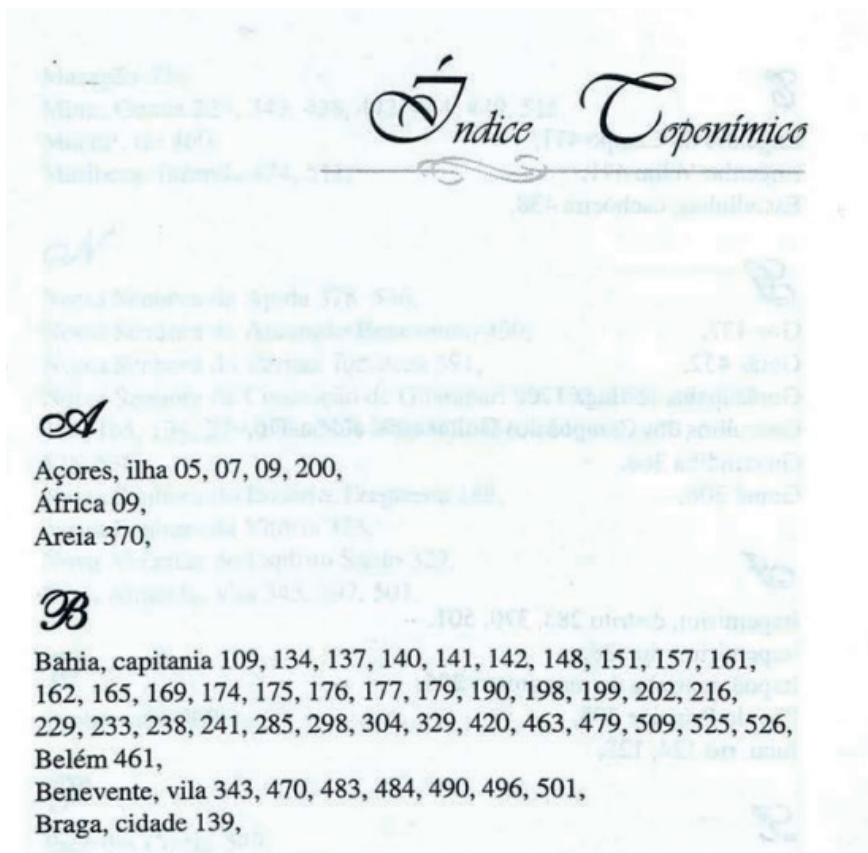 Índice Toponímico
A
Açores, ilha 05, 07, 09, 200,
África 09,
Areia 370,
B
Bahia, capitania 109, 134, 137, 140, 141, 142, 148, 151, 157, 161,
162, 165, 169, 174, 175, 176, 177, 179, 190, 198, 199, 202, 216,
229, 233, 238, 241, 285, 298, 304, 329, 420, 463, 479, 509, 525, 526,
Belém 461,
Benevente, vila 343, 470, 483, 484, 490, 496, 501,
Braga, cidade 139,